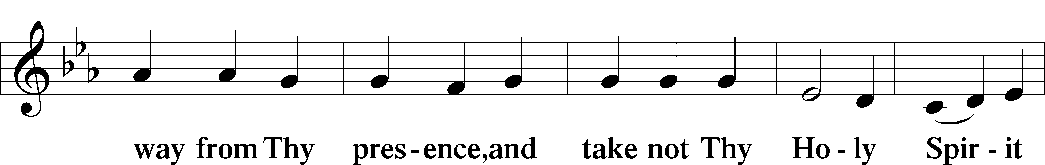 way from Thy pres-ence,and take not Thy Ho-ly Spir-it